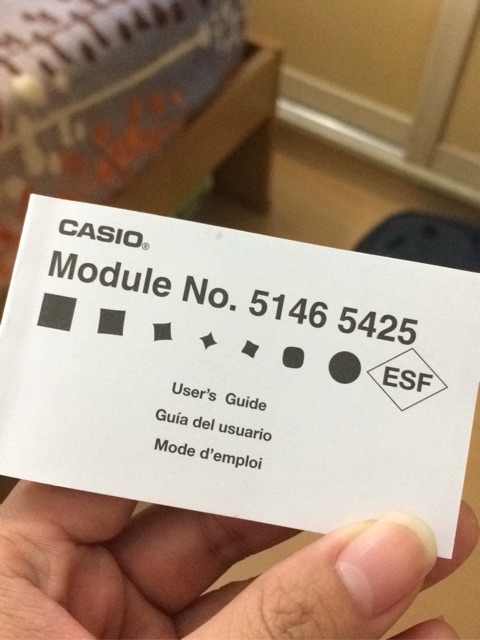 CASIO®
Module No. 5146 5425
ESF
User's Guide
Guía del usuario
Mode d'emploi